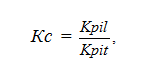 Kc = Kpil / Kpit,